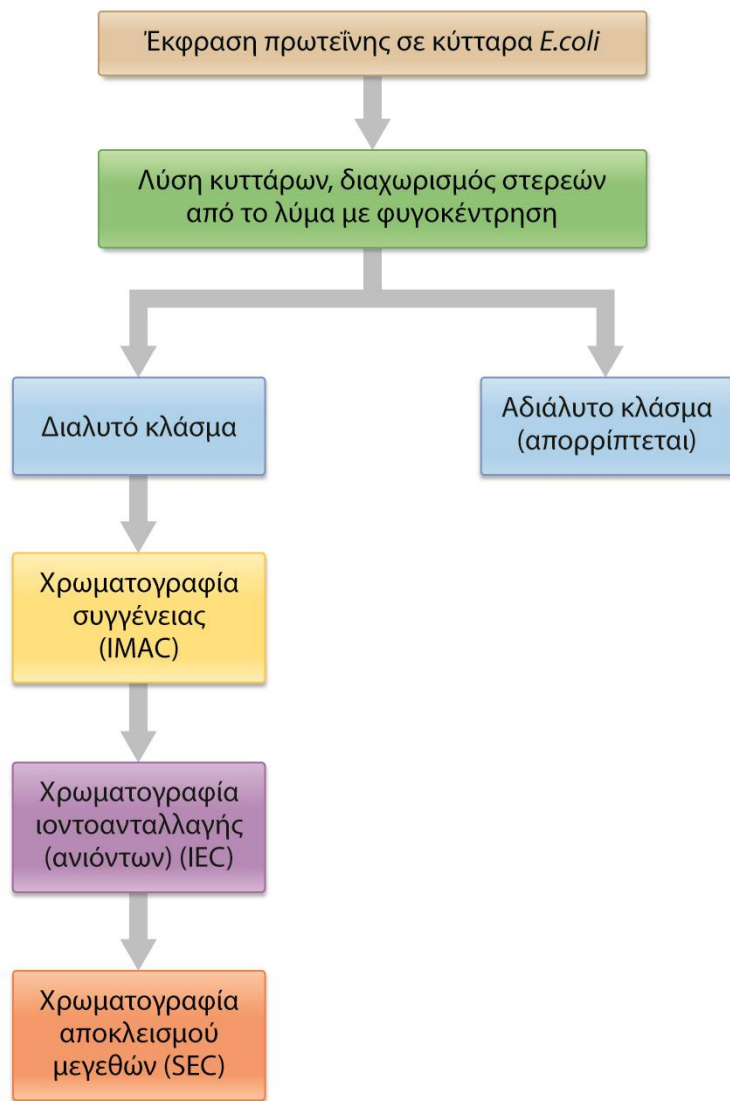 Έκφραση πρωτεΐνης σε κύτταρα E.coli
Λύση κυττάρων, διαχωρισμός στερεών
από το λύμα με φυγοκέντρηση
Διαλυτό κλάσμα
Αδιάλυτο κλάσμα
(απορρίπτεται)
Χρωματογραφία
συγγένειας
(IMAC)
Χρωματογραφία
ιοντοανταλλαγής
(ανιόντων) (IEC)
Χρωματογραφία
αποκλεισμού
μεγεθών (SEC)